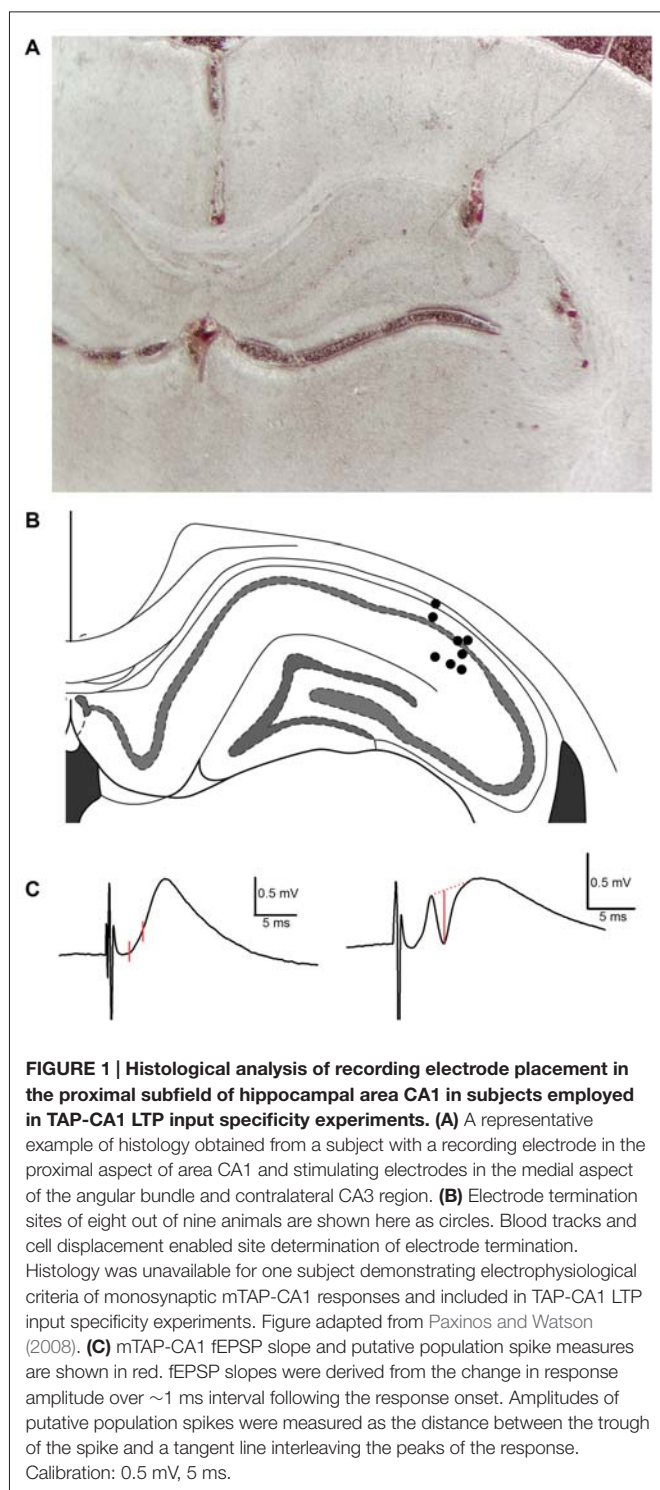 A
B
C
0.5 mV
5 ms
0.5 mV
5 ms
FIGURE 1 | Histological analysis of recording electrode placement in
the proximal subfield of hippocampal area CA1 in subjects employed
in TAP-CA1 LTP input specificity experiments. (A) A representative
example of histology obtained from a subject with a recording electrode in the
proximal aspect of area CA1 and stimulating electrodes in the medial aspect
of the angular bundle and contralateral CA3 region. (B) Electrode termination
sites of eight out of nine animals are shown here as circles. Blood tracks and
cell displacement enabled site determination of electrode termination.
Histology was unavailable for one subject demonstrating electrophysiological
criteria of monosynaptic mTAP-CA1 responses and included in TAP-CA1 LTP
input specificity experiments. Figure adapted from Paxinos and Watson
(2008). (C) mTAP-CA1 fEPSP slope and putative population spike measures
are shown in red. fEPSP slopes were derived from the change in response
amplitude over ∼1 ms interval following the response onset. Amplitudes of
putative population spikes were measured as the distance between the trough
of the spike and a tangent line interleaving the peaks of the response.
Calibration: 0.5 mV, 5 ms.